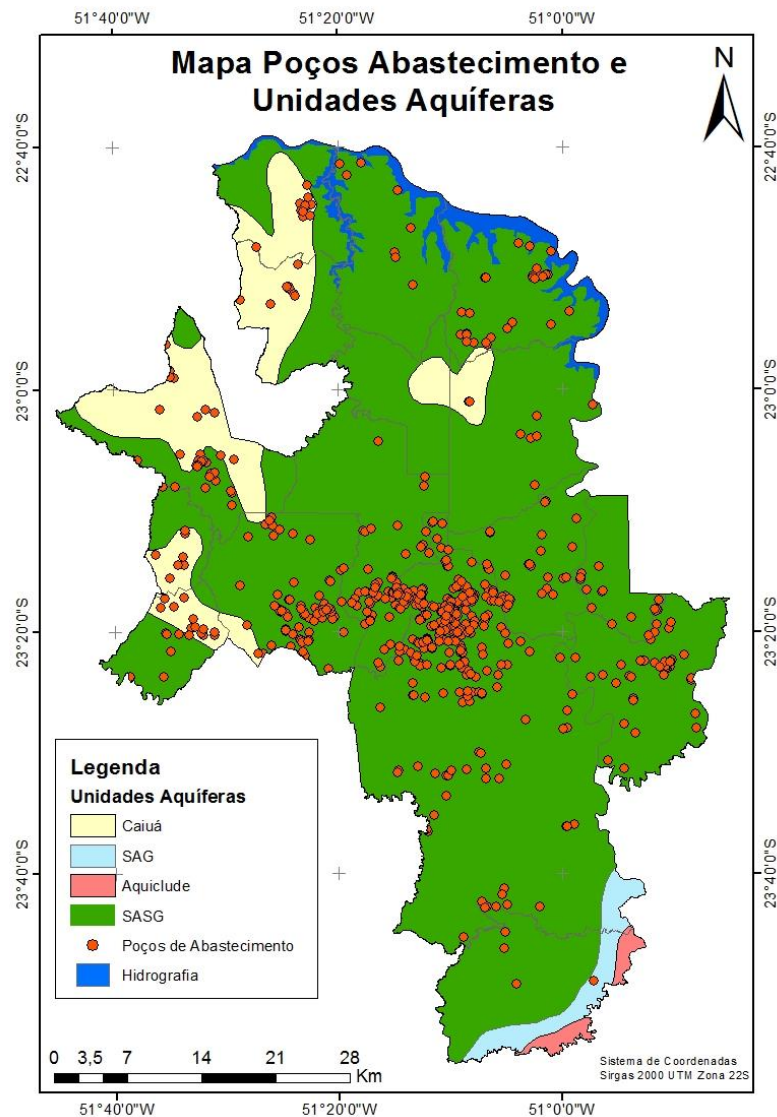 51°40'0"W
51°20'0"W
51°0'0"W
Mapa Poços Abastecimento e
Unidades Aquíferas
N
22°40'0"S
22°40'0"S
23°0'0"S
23°0'0"S
23°20'0"S
23°20'0"S
23°40'0"S
23°40'0"S
Legenda
Unidades Aquíferas
Caiuá
SAG
Aquiclude
SASG
Poços de Abastecimento
Hidrografia
0 3,5 7 14 21 28
Km
Sistema de Coordenadas
Sirgas 2000 UTM Zona 22S
51°40'0"W
51°20'0"W
51°0'0"W